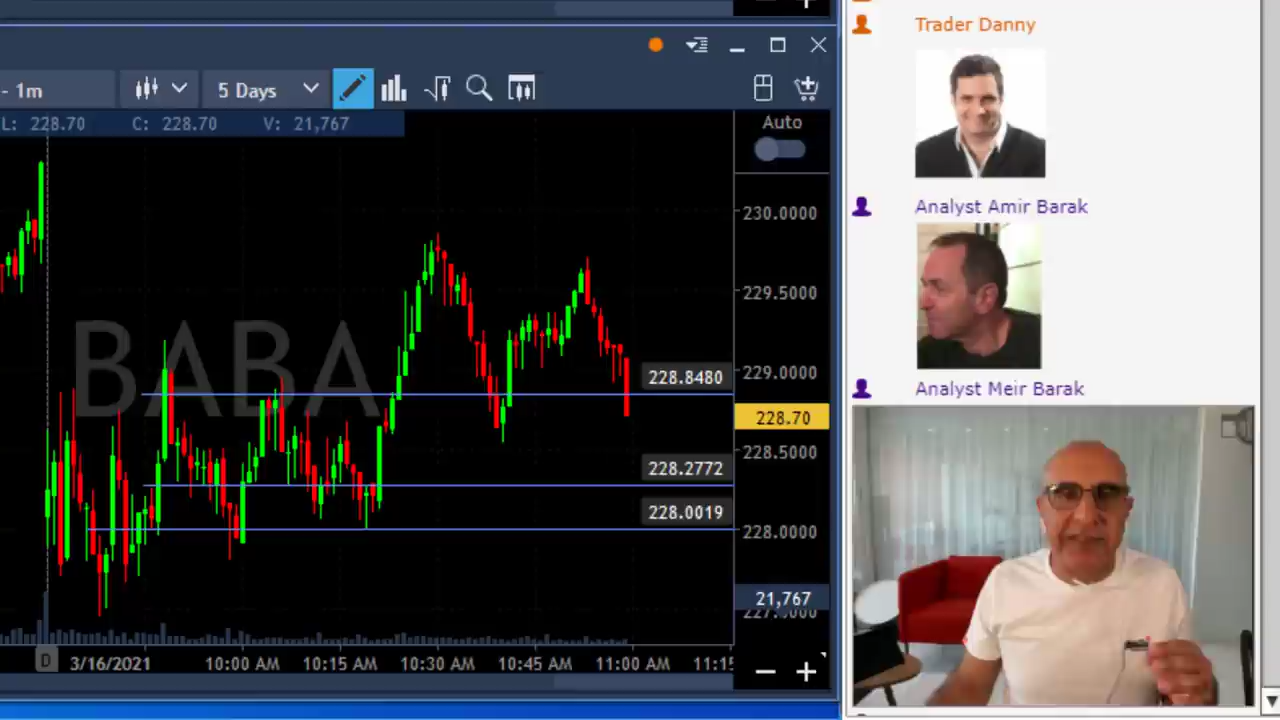 - 1m
5 Days
L: 228.70 C: 228.70 V: 21,767
Auto
BABA
230.0000
229.5000
229.0000
228.8480
228.70
228.5000
228.2772
228.0019
228.0000
21,767
D
3/16/2021
10:00 AM
10:15 AM
10:30 AM
10:45 AM
11:00 AM
11:15
Trader Danny
Analyst Amir Barak
Analyst Meir Barak